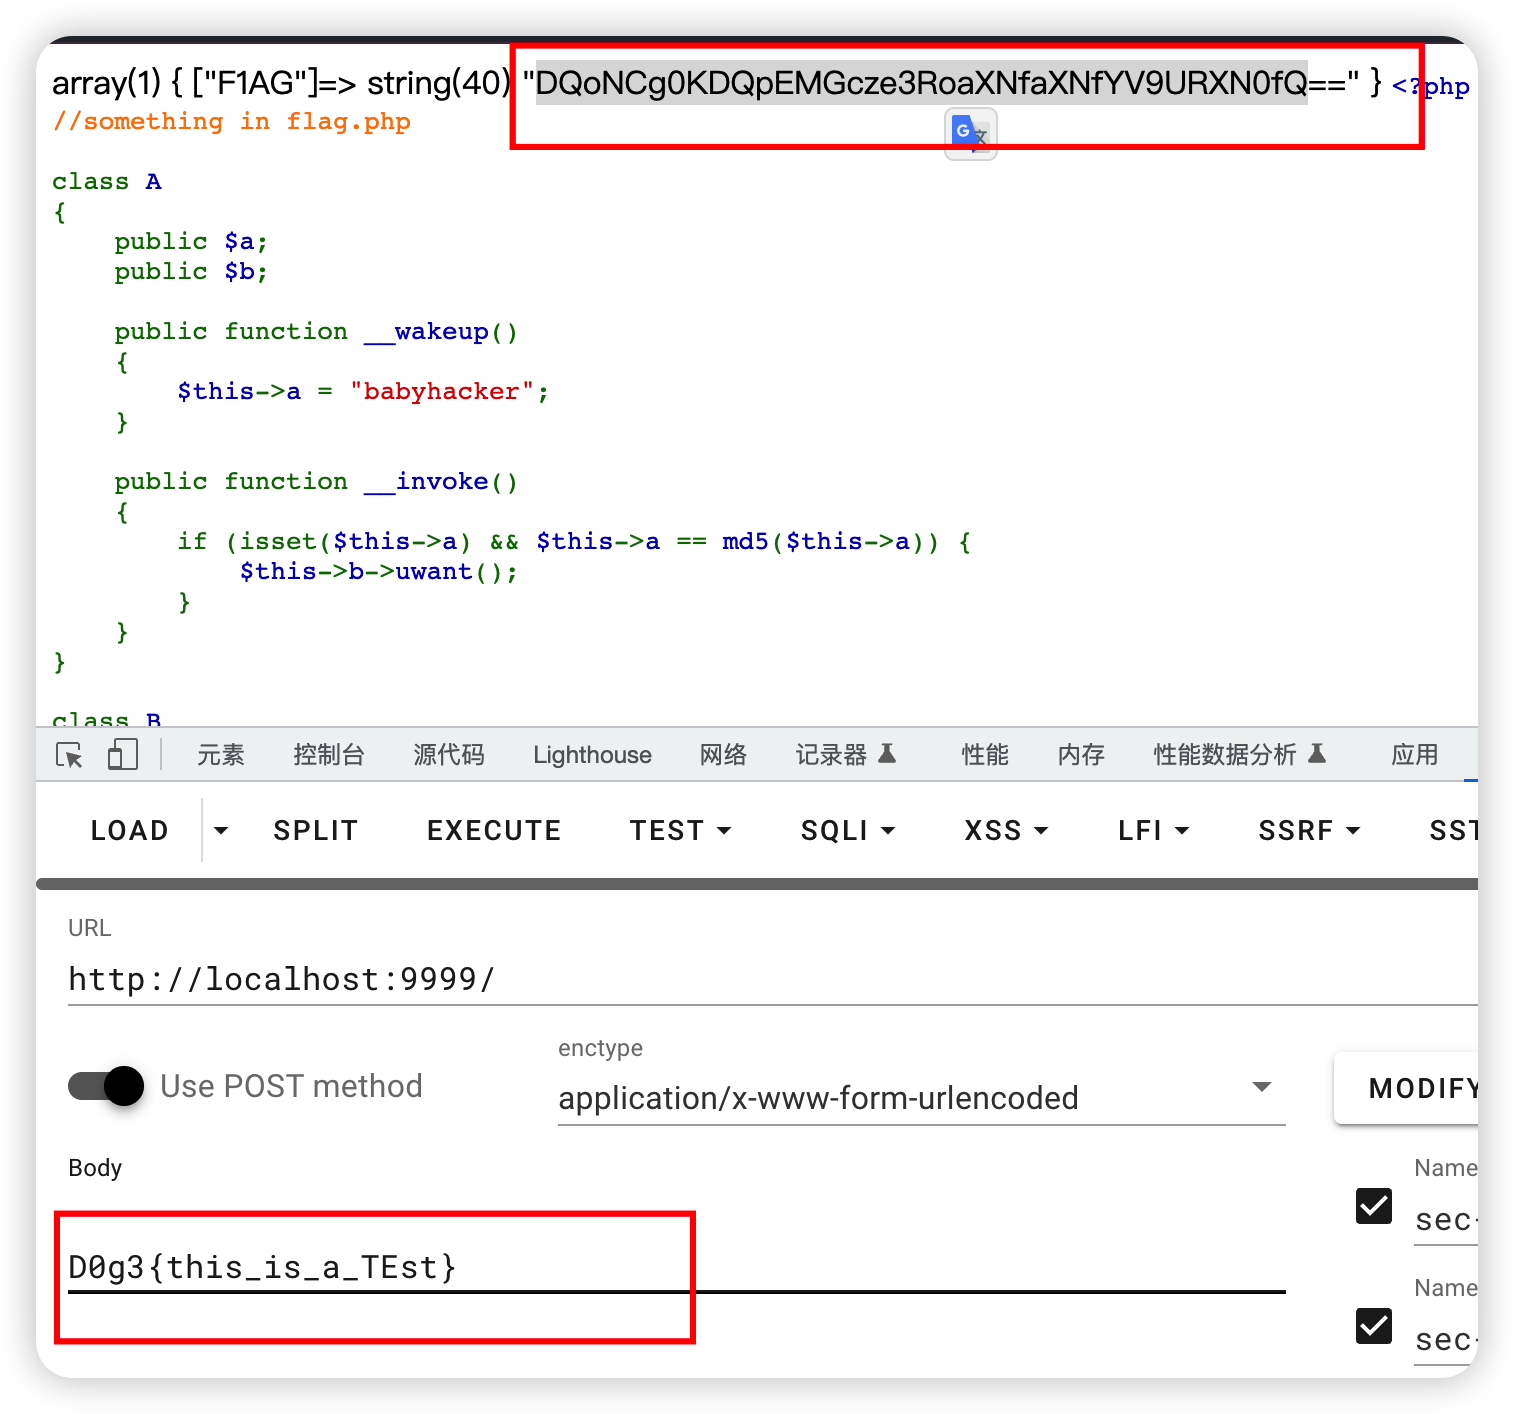 array(1) { ["F1AG"]=> string(40) "DQoNCg0KDQpEMGcze3RoaXNfaXNfYV9URXN0fQ==" } <?php
//something in flag.php
class A
{
    public $a;
    public $b;
    public function __wakeup()
    {
        $this->a = "babyhacker";
    }
    public function __invoke()
    {
        if (isset($this->a) && $this->a == md5($this->a)) {
            $this->b->uwant();
        }
    }
}
class B
元素 控制台 源代码 Lighthouse 网络 记录器 性能 内存 性能数据分析 应用
LOAD SPLIT EXECUTE TEST SQLI XSS LFI SSRF SST
URL
http://localhost:9999/
enctype
Use POST method
application/x-www-form-urlencoded
MODIFY
Body
Name
sec-
D0g3{this_is_a_TEst}
Name
sec-